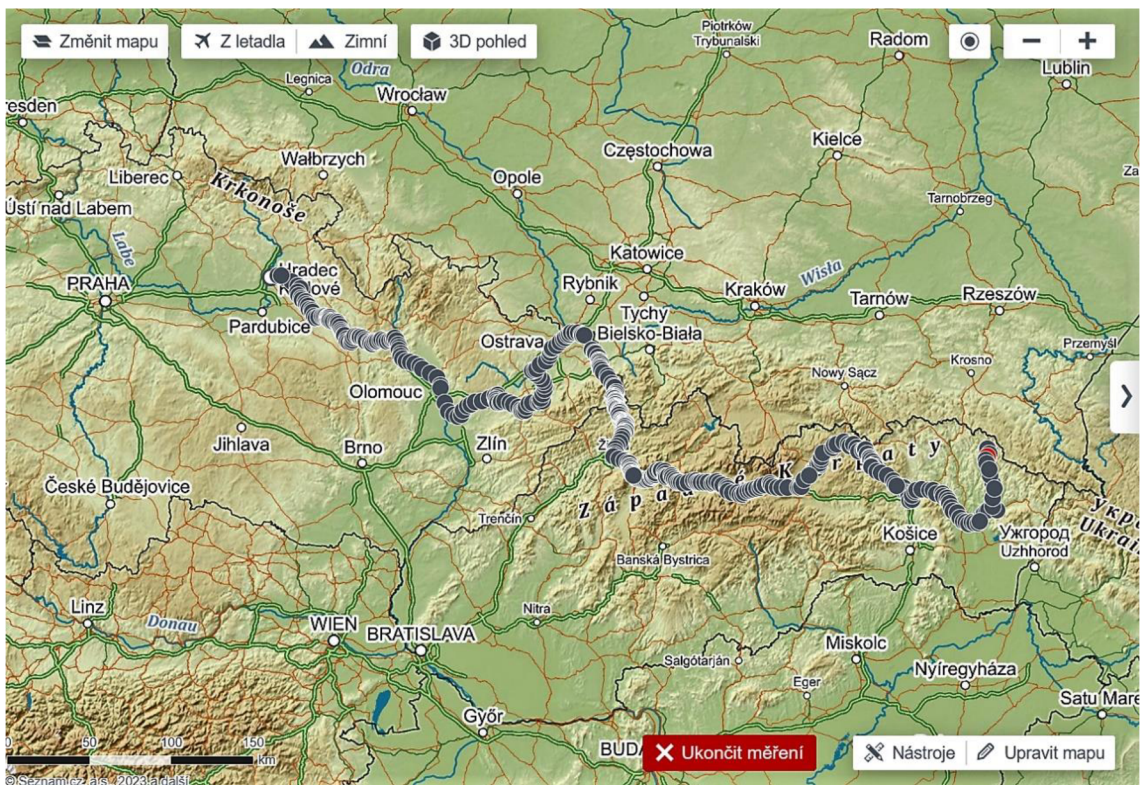 Změnit mapu
Z letadla
Zimní
3D pohled
Piotrków
Trybunalski
Radom
Lublin
Legnica
Odra
Wrocław
Kielce
Wałbrzych
Liberec
Krkonoše
Częstochowa
Opole
Ústí nad Labem
Labe
Tarnobrzeg
Katowice
Wisła
PRAHA
Hradec
Králové
Rybnik
Kraków
Tarnów
Rzeszów
Pardubice
Tychy
Ostrava
Bielsko-Biała
Przemyśl
Krosno
Nowy Sącz
Olomouc
Jihlava
Brno
Zlín
České Budějovice
Trenčín
Košice
Ужгород
Uzhhorod
Banská Bystrica
Linz
Donau
WIEN
BRATISLAVA
Nitra
Miskolc
Salgótarján
Nyíregyháza
Eger
Győr
Satu Mare
50
100
150
km
Ukončit měření
Nástroje
Upravit mapu
© Seznam.cz, a.s., 2023 a další